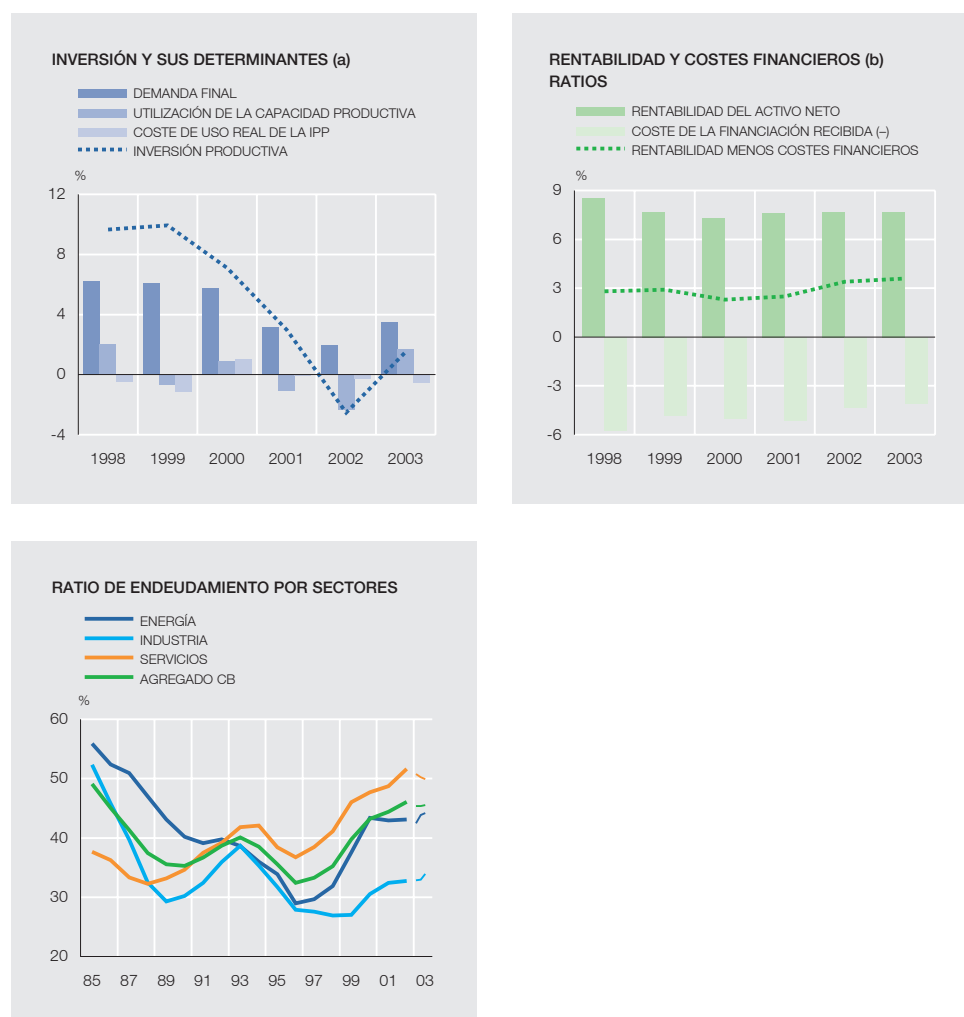 INVERSIÓN Y SUS DETERMINANTES (a)
DEMANDA FINAL
UTILIZACIÓN DE LA CAPACIDAD PRODUCTIVA
COSTE DE USO REAL DE LA IPP
INVERSIÓN PRODUCTIVA
%
12
8
4
0
-4
1998 1999 2000 2001 2002 2003
RENTABILIDAD Y COSTES FINANCIEROS (b)
RATIOS
RENTABILIDAD DEL ACTIVO NETO
COSTE DE LA FINANCIACIÓN RECIBIDA (–)
RENTABILIDAD MENOS COSTES FINANCIEROS
%
9
6
3
0
-3
-6
1998 1999 2000 2001 2002 2003
RATIO DE ENDEUDAMIENTO POR SECTORES
ENERGÍA
INDUSTRIA
SERVICIOS
AGREGADO CB
%
60
50
40
30
20
85 87 89 91 93 95 97 99 01 03